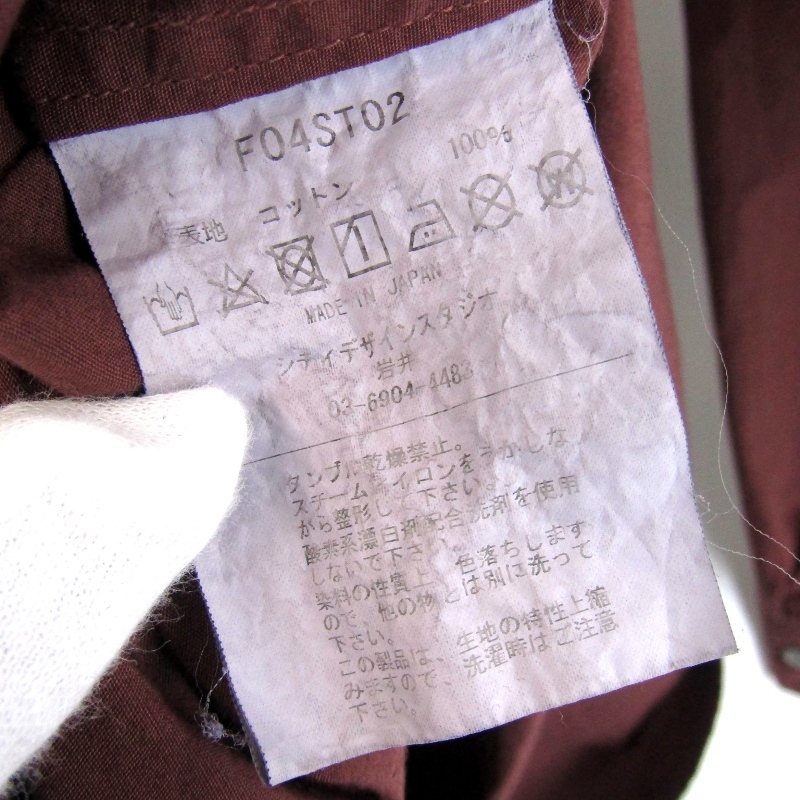 F04ST02
表地 コットン 100%
MADE IN JAPAN
シティデザインスタジオ
岩井
03-6904-4483
タンブル乾燥禁止。
スチームアイロンをうかしな
がら整形して下さい。
酸素系漂白剤配合洗剤を使用
しないで下さい。
染料の性質上、色落ちします
ので、他の物とは別に洗って
下さい。
この製品は、生地の特性上縮
みますので、洗濯時はご注意
下さい。